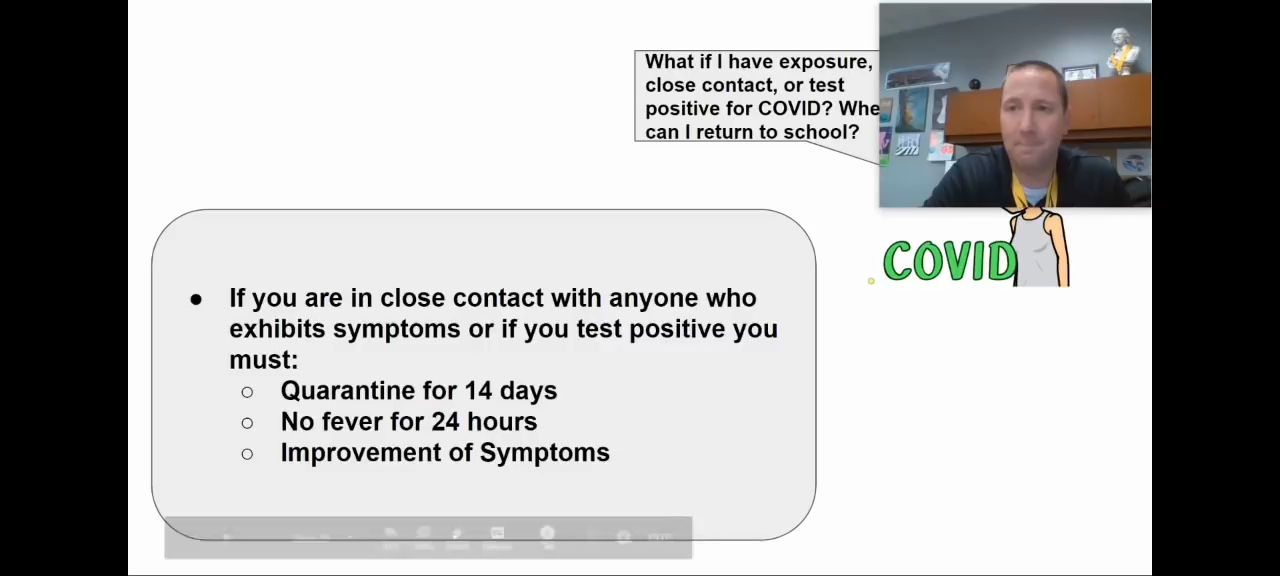 What if I have exposure,
close contact, or test
positive for COVID? Whe
can I return to school?
COVID
If you are in close contact with anyone who
exhibits symptoms or if you test positive you
must:
Quarantine for 14 days
No fever for 24 hours
Improvement of Symptoms